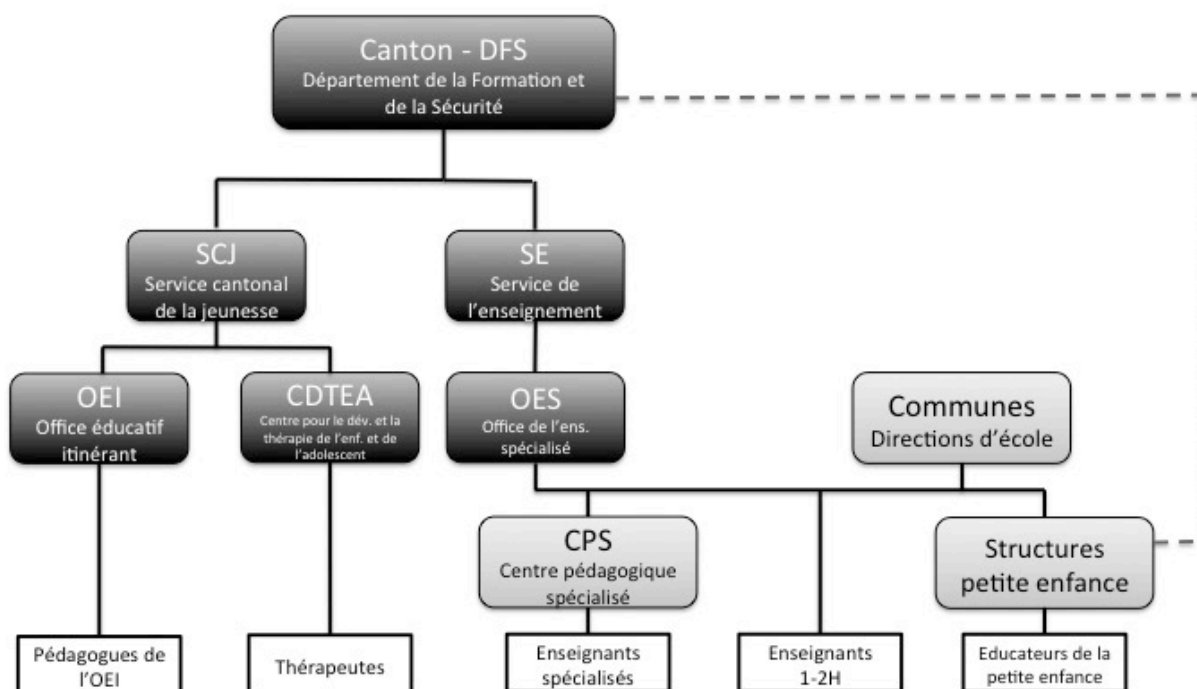 Canton - DFS
Département de la Formation et
de la Sécurité
SCJ
Service cantonal
de la jeunesse
SE
Service de
l'enseignement
OEI
Office éducatif
itinérant
CDTEA
Centre pour le dév. et la
thérapie de l'enf. et de
l'adolescent
OES
Office de l'ens.
spécialisé
Communes
Directions d'école
CPS
Centre pédagogique
spécialisé
Structures
petite enfance
Pédagogues de
l'OEI
Thérapeutes
Enseignants
spécialisés
Enseignants
1-2H
Educateurs de la
petite enfance